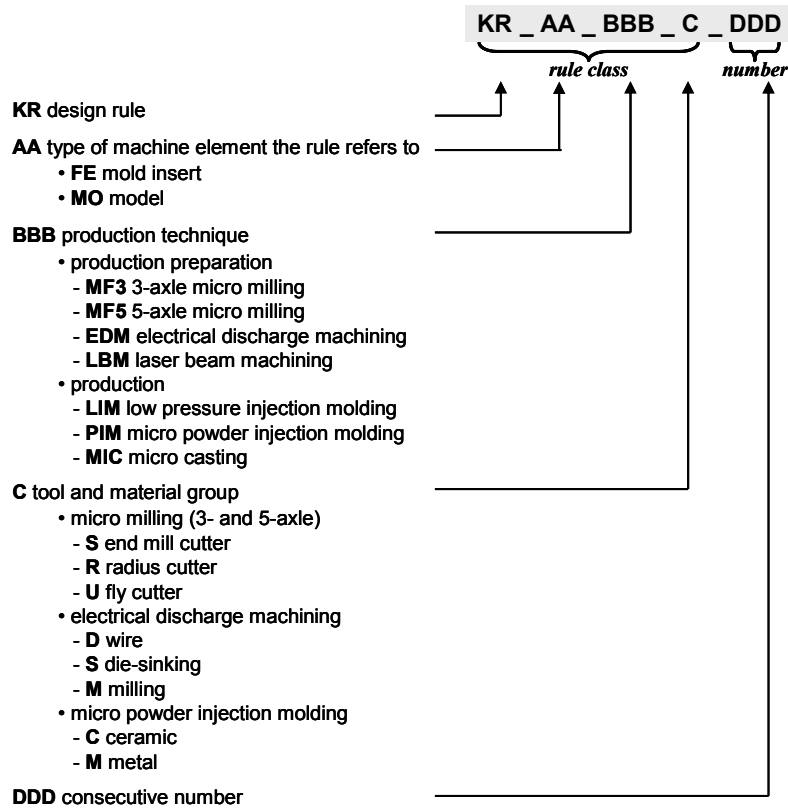 KR _ AA _ BBB _ C _ DDD
rule class number
KR design rule
AA type of machine element the rule refers to
• FE mold insert
• MO model
BBB production technique
• production preparation
- MF3 3-axle micro milling
- MF5 5-axle micro milling
- EDM electrical discharge machining
- LBM laser beam machining
• production
- LIM low pressure injection molding
- PIM micro powder injection molding
- MIC micro casting
C tool and material group
• micro milling (3- and 5-axle)
- S end mill cutter
- R radius cutter
- U fly cutter
• electrical discharge machining
- D wire
- S die-sinking
- M milling
• micro powder injection molding
- C ceramic
- M metal
DDD consecutive number